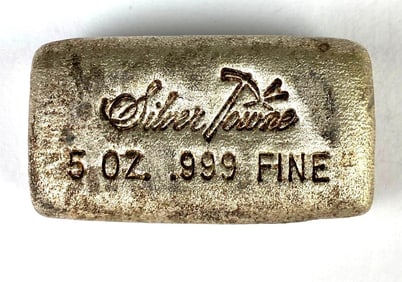 Silver Towne
5 OZ. .999 FINE